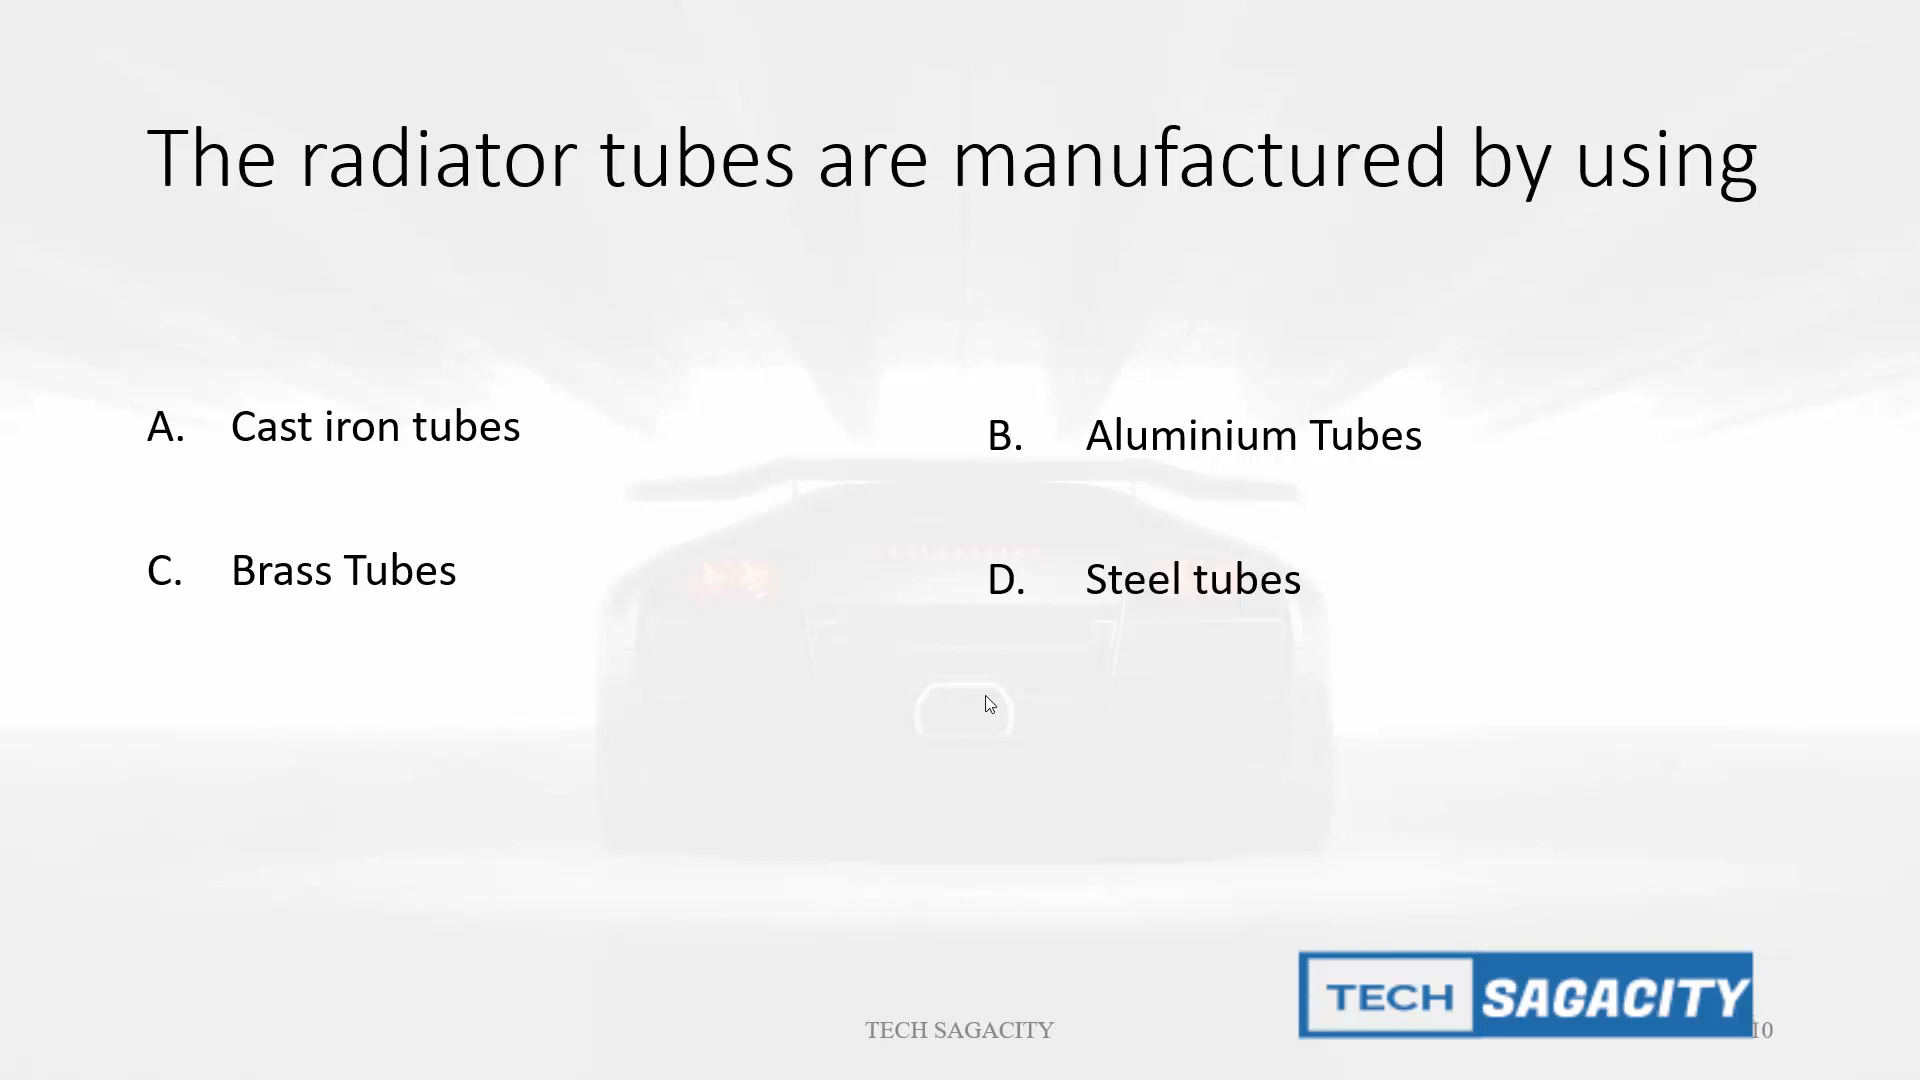 The radiator tubes are manufactured by using
A. Cast iron tubes
B. Aluminium Tubes
C. Brass Tubes
D. Steel tubes
TECH SAGACITY
TECH SAGACITY
10